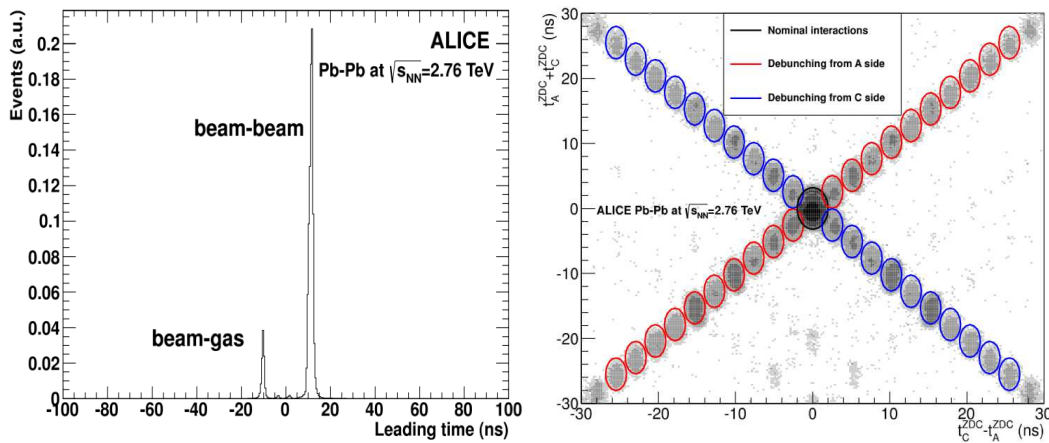 Events (a.u.)
0.2
0.18
0.16
0.14
0.12
0.1
0.08
0.06
0.04
0.02
0
ALICE
Pb-Pb at √sNN=2.76 TeV
beam-beam
beam-gas
-100 -80 -60 -40 -20 0 20 40 60 80 100
Leading time (ns)
tAZDC+tCZDC (ns)
30
20
10
0
-10
-20
-30
Nominal interactions
Debunching from A side
Debunching from C side
ALICE Pb-Pb at √sNN=2.76 TeV
-30 -20 -10 0 10 20 30
tCZDC-tAZDC (ns)